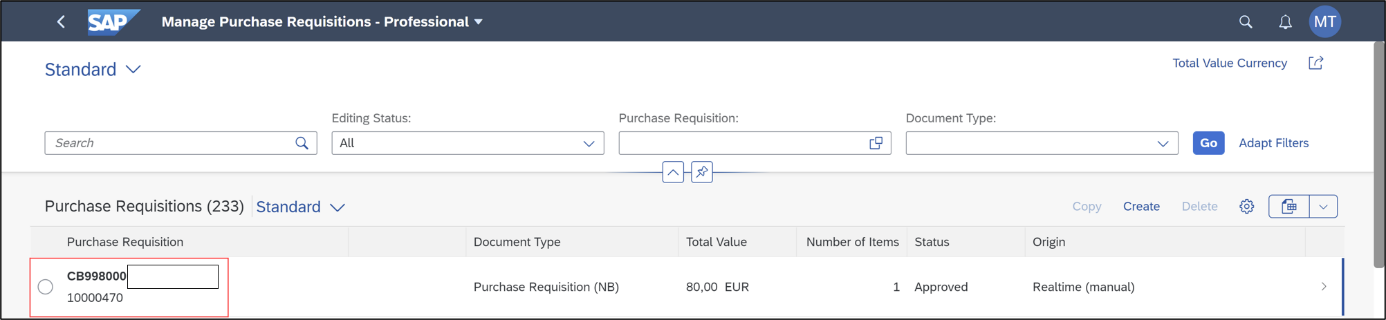 SAP Manage Purchase Requisitions - Professional MT
Standard
Total Value Currency
Editing Status: Purchase Requisition: Document Type:
Search All Go Adapt Filters
Purchase Requisitions (233) Standard Copy Create Delete
Purchase Requisition Document Type Total Value Number of Items Status Origin
CB998000
10000470
Purchase Requisition (NB) 80,00 EUR 1 Approved Realtime (manual)